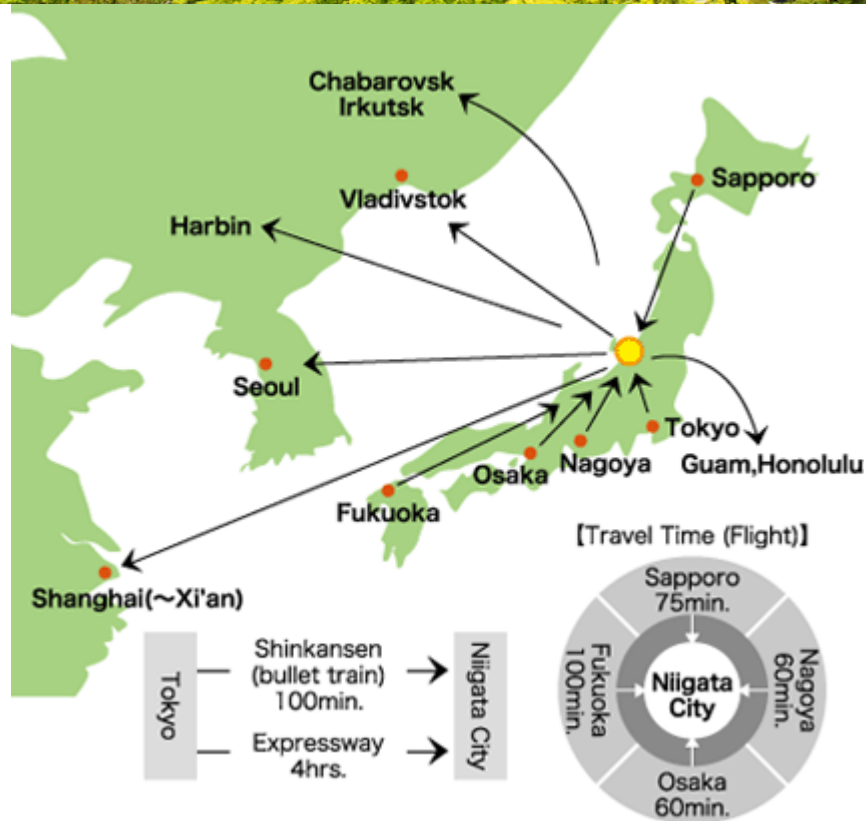 Chabarovsk
Irkutsk
Sapporo
Vladivstok
Harbin
Seoul
Tokyo
Nagoya
Osaka
Guam,Honolulu
Fukuoka
Shanghai(～Xi'an)
【Travel Time (Flight)】
Sapporo
75min.
Fukuoka
100min.
Niigata
City
Nagoya
60min.
Osaka
60min.
Tokyo
Shinkansen
(bullet train)
100min.
Expressway
4hrs.
Niigata City